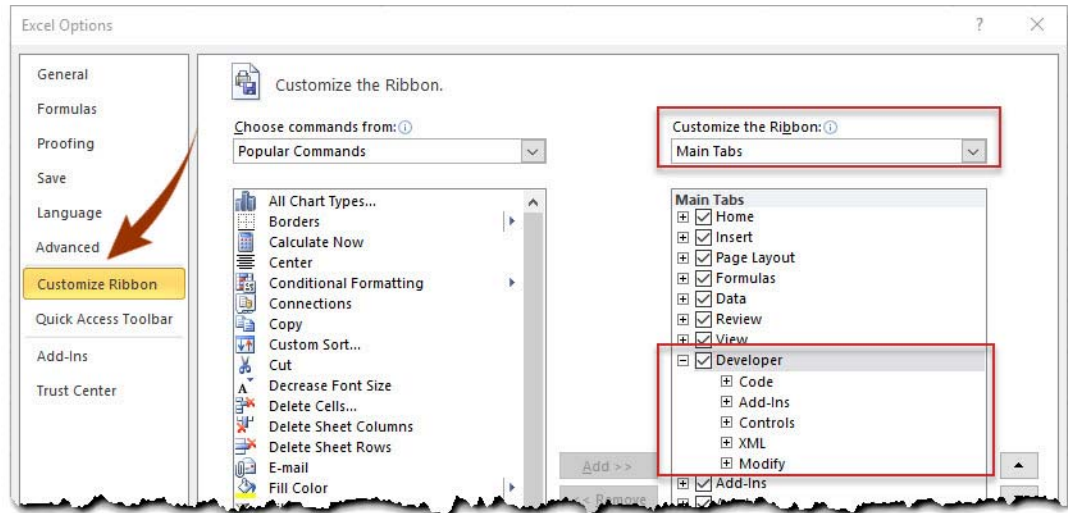 Excel Options
?
General
Formulas
Proofing
Save
Language
Advanced
Customize Ribbon
Quick Access Toolbar
Add-Ins
Trust Center
Customize the Ribbon.
Choose commands from:
Popular Commands
All Chart Types...
Borders
Calculate Now
Center
Conditional Formatting
Connections
Copy
Custom Sort...
Cut
Decrease Font Size
Delete Cells...
Delete Sheet Columns
Delete Sheet Rows
E-mail
Fill Color
Add >>
<< Remove
Customize the Ribbon:
Main Tabs
Main Tabs
Home
Insert
Page Layout
Formulas
Data
Review
View
Developer
Code
Add-Ins
Controls
XML
Modify
Add-Ins